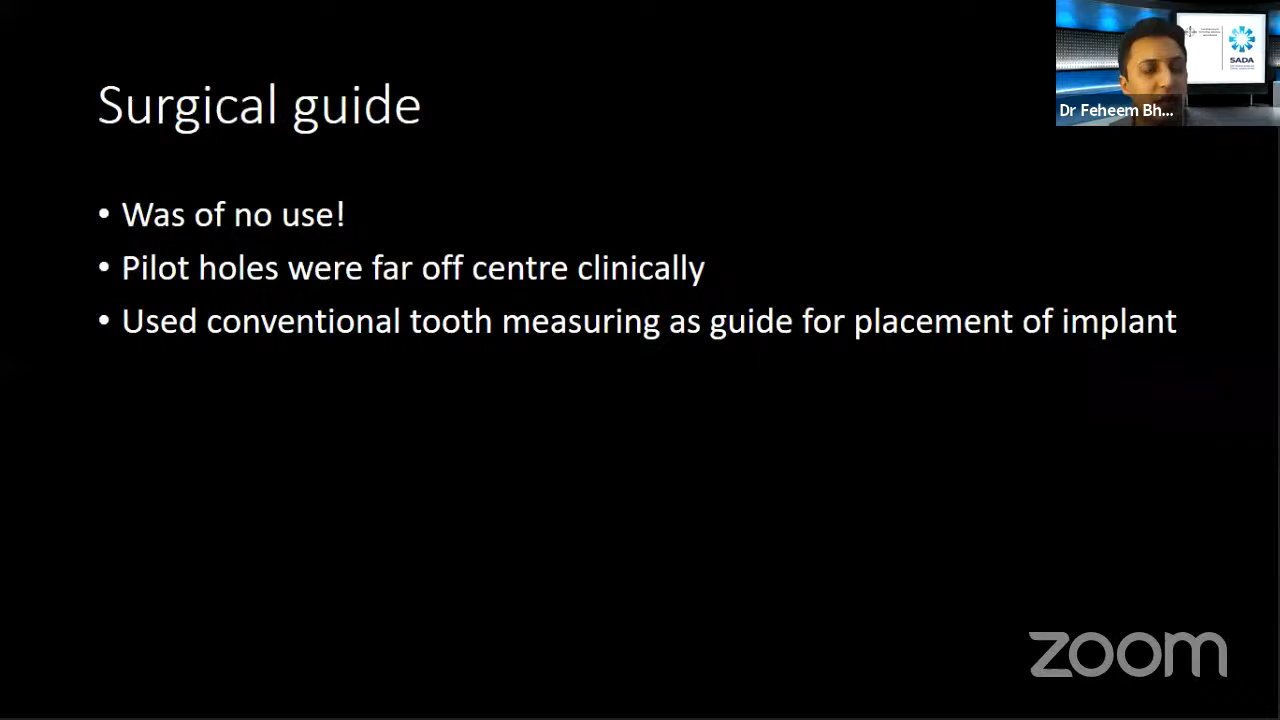 Surgical guide
• Was of no use!
• Pilot holes were far off centre clinically
• Used conventional tooth measuring as guide for placement of implant
SADA
Dr Feheem Bh...
zoom